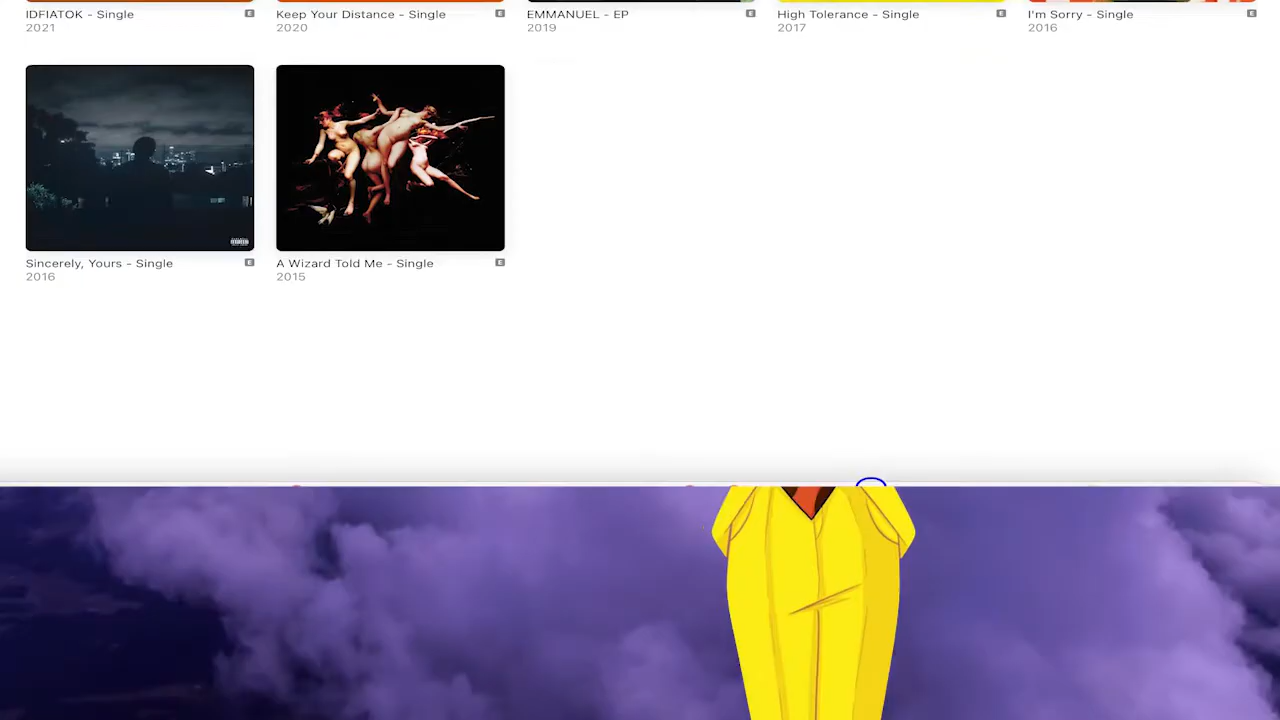 IDFIATOK - Single E
2021
Keep Your Distance - Single E
2020
EMMANUEL - EP E
2019
High Tolerance - Single E
2017
I'm Sorry - Single E
2016
Sincerely, Yours - Single E
2016
A Wizard Told Me - Single E
2015